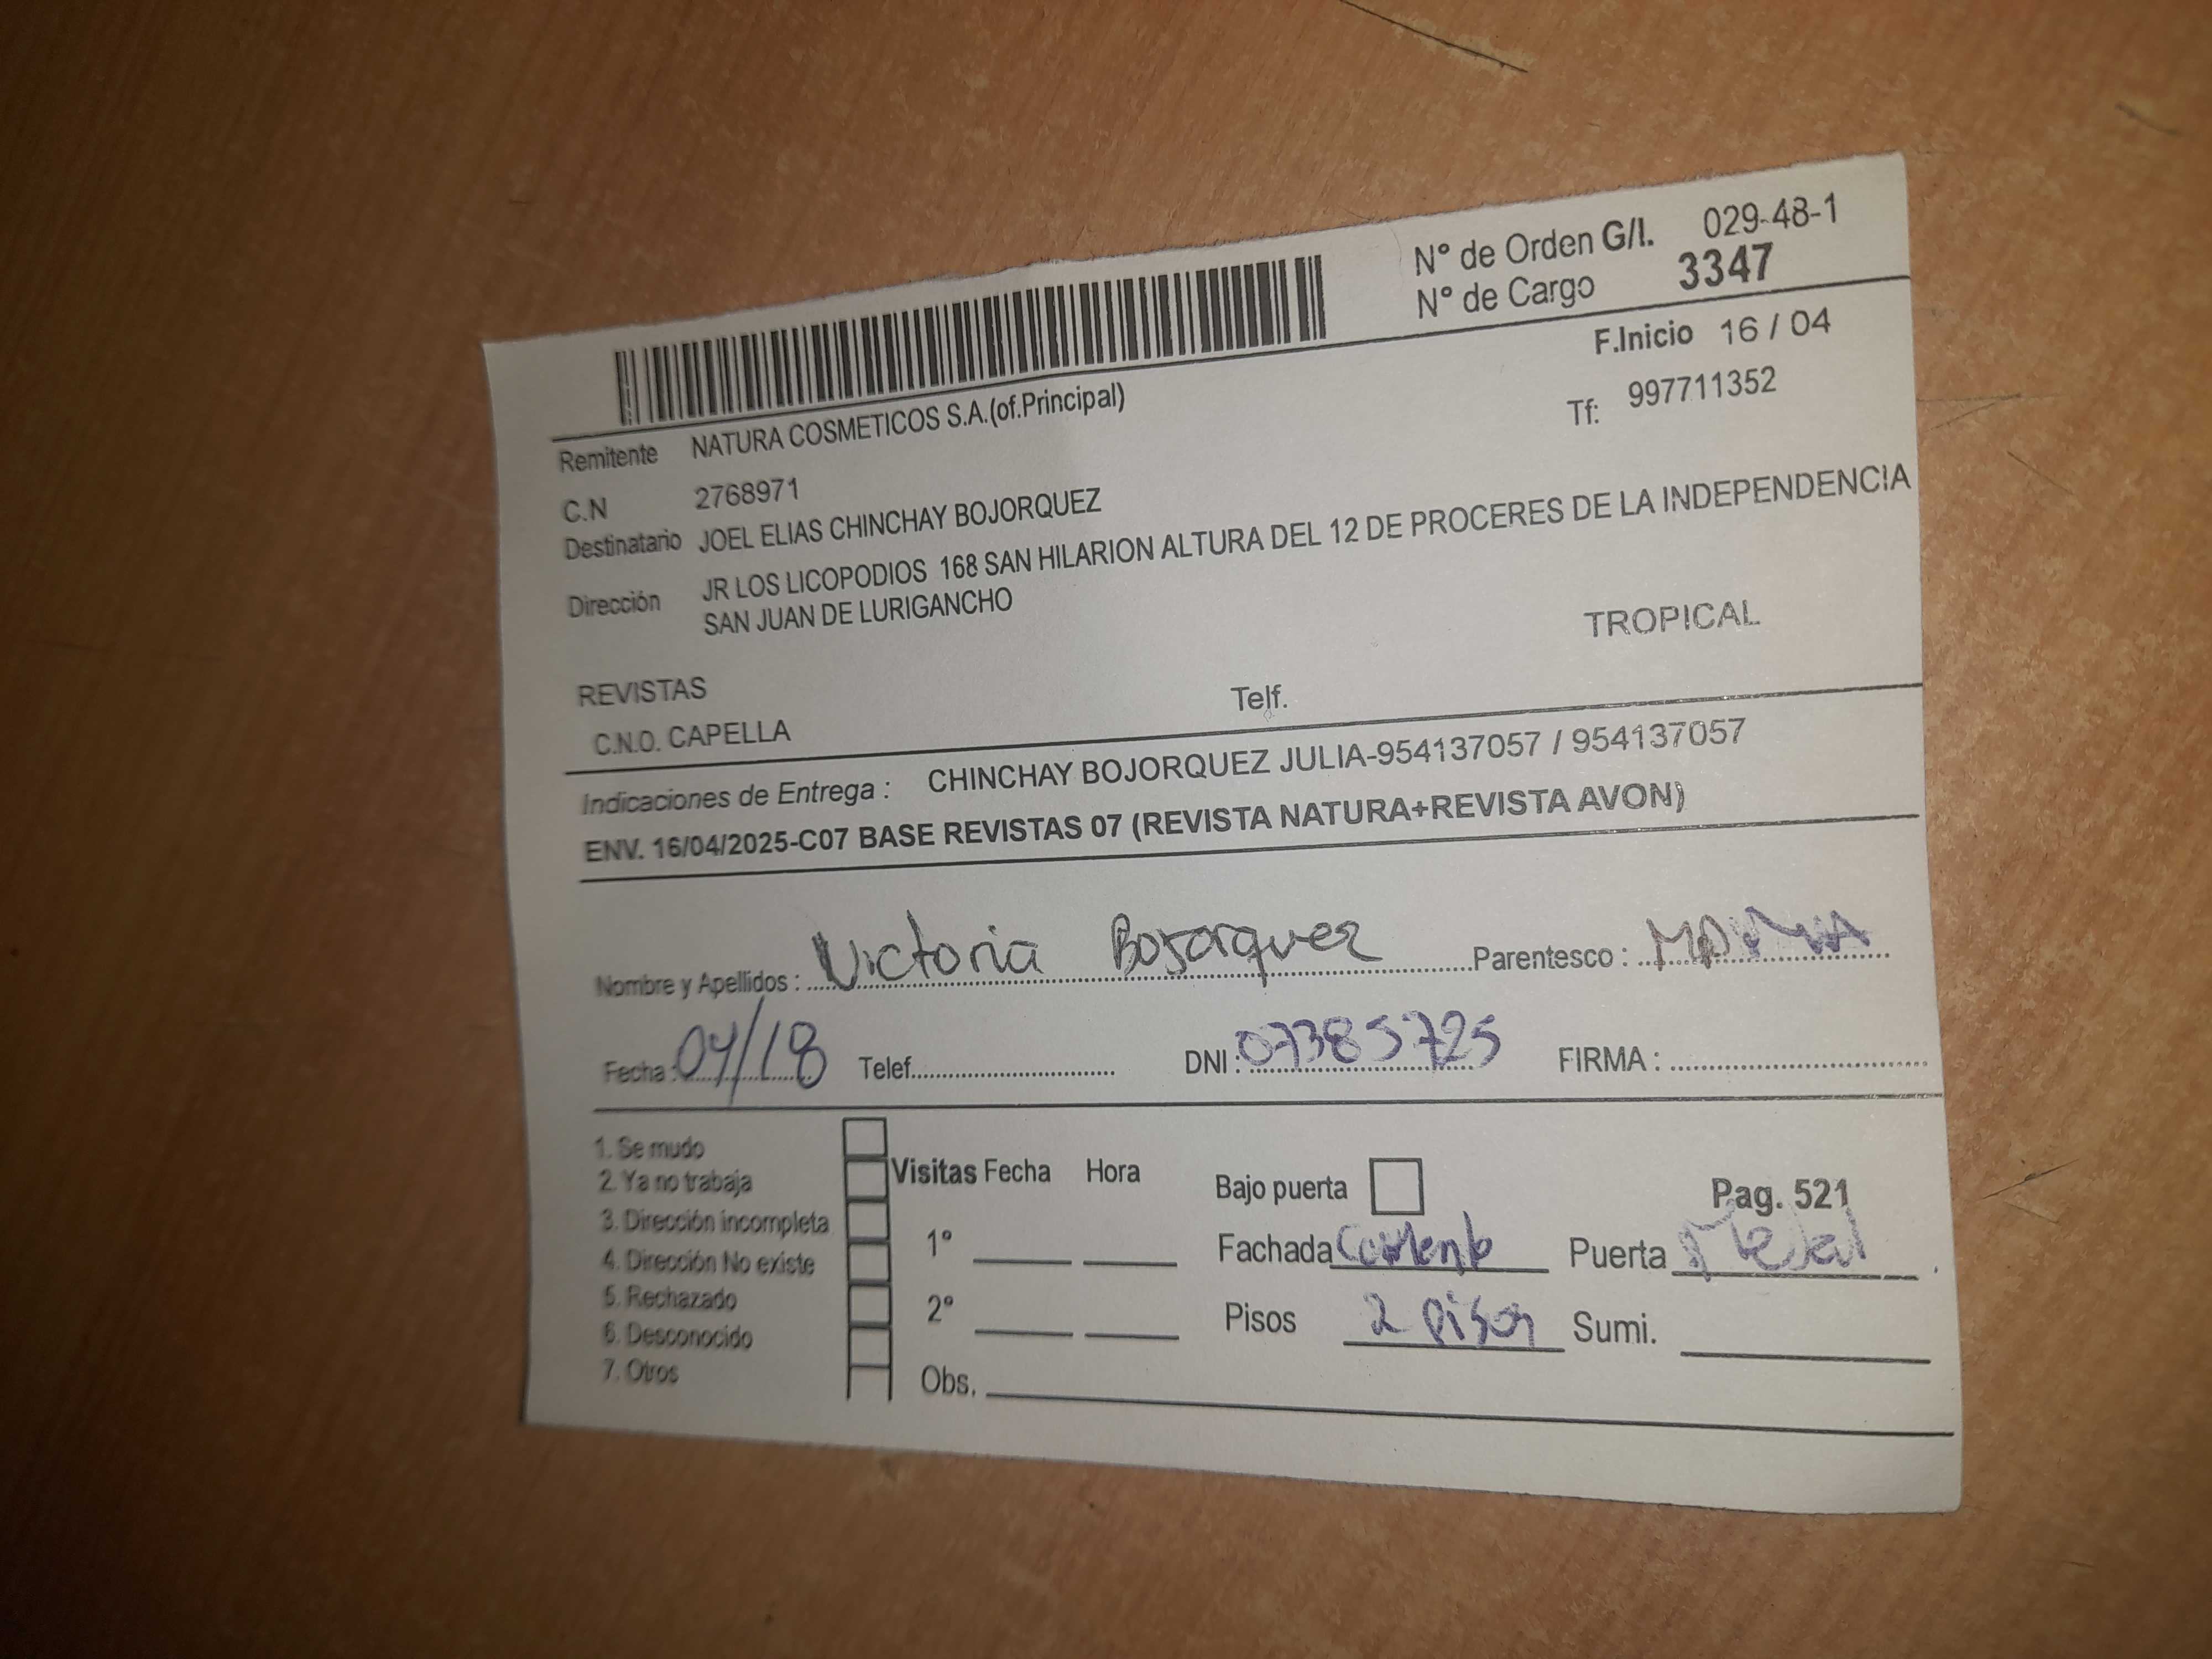 Nº de Orden G/I. 029-48-1
Nº de Cargo 3347
F.Inicio 16 / 04
Remitente NATURA COSMETICOS S.A.(of.Principal)
Tf: 997711352
C.N 2768971
Destinatario JOEL ELIAS CHINCHAY BOJORQUEZ
Dirección JR LOS LICOPODIOS 168 SAN HILARION ALTURA DEL 12 DE PROCERES DE LA INDEPENDENCIA
SAN JUAN DE LURIGANCHO
TROPICAL
REVISTAS
C.N.O. CAPELLA Telf.
Indicaciones de Entrega : CHINCHAY BOJORQUEZ JULIA-954137057 / 954137057
ENV. 16/04/2025-C07 BASE REVISTAS 07 (REVISTA NATURA+REVISTA AVON)
Nombre y Apellidos : Victoria Bojorquez Parentesco :
Fecha : 04/18 Telef. DNI : 07385725 FIRMA :
1. Se mudo
2. Ya no trabaja
3. Dirección incompleta
4. Dirección No existe
5. Rechazado
6. Desconocido
7. Otros
Visitas Fecha Hora
1º
2º
Obs.
Bajo puerta
Pag. 521
Fachada Puerta Metal
Pisos 2 pisos Sumi.